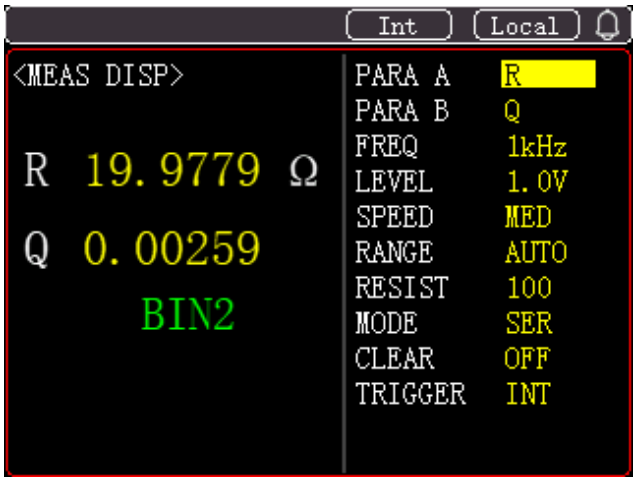 Int Local
<MEAS DISP>
R 19.9779 Ω
Q 0.00259
BIN2
PARA A R
PARA B Q
FREQ 1kHz
LEVEL 1.0V
SPEED MED
RANGE AUTO
RESIST 100
MODE SER
CLEAR OFF
TRIGGER INT